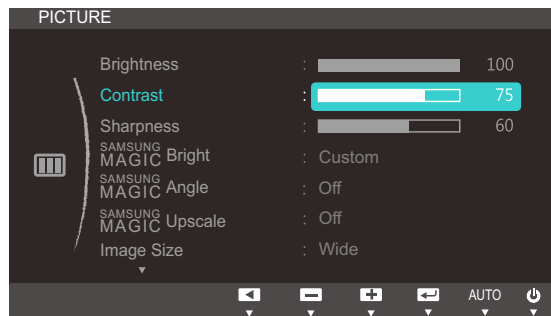 PICTURE
Brightness : 100
Contrast : 75
Sharpness : 60
SAMSUNG MAGIC Bright : Custom
SAMSUNG MAGIC Angle : Off
SAMSUNG MAGIC Upscale : Off
Image Size : Wide
AUTO